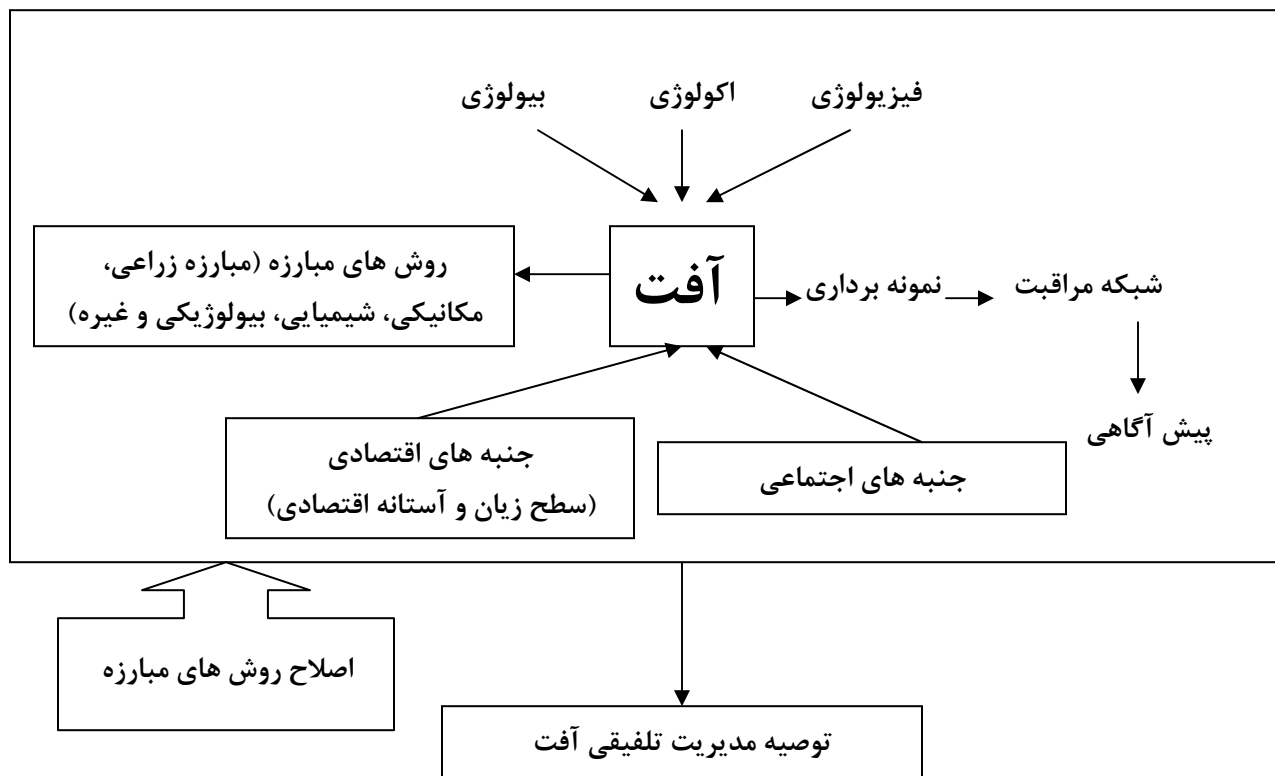 فیزیولوژی
اکولوژی
بیولوژی
روش های مبارزه (مبارزه زراعی،
مکانیکی، شیمیایی، بیولوژیکی و غیره)
آفت
نمونه برداری
شبکه مراقبت
پیش آگاهی
جنبه های اقتصادی
(سطح زیان و آستانه اقتصادی)
جنبه های اجتماعی
اصلاح روش های مبارزه
توصیه مدیریت تلفیقی آفت